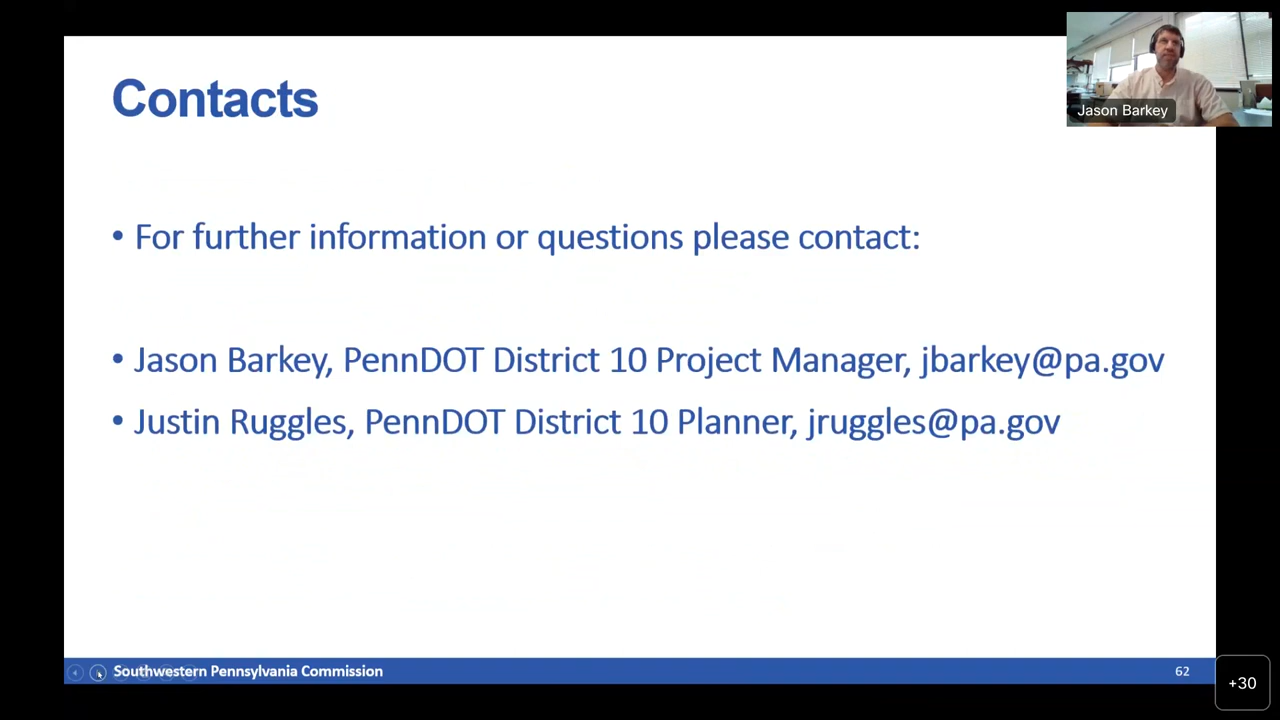 Contacts
Jason Barkey
• For further information or questions please contact:
• Jason Barkey, PennDOT District 10 Project Manager, jbarkey@pa.gov
• Justin Ruggles, PennDOT District 10 Planner, jruggles@pa.gov
Southwestern Pennsylvania Commission
62
+30